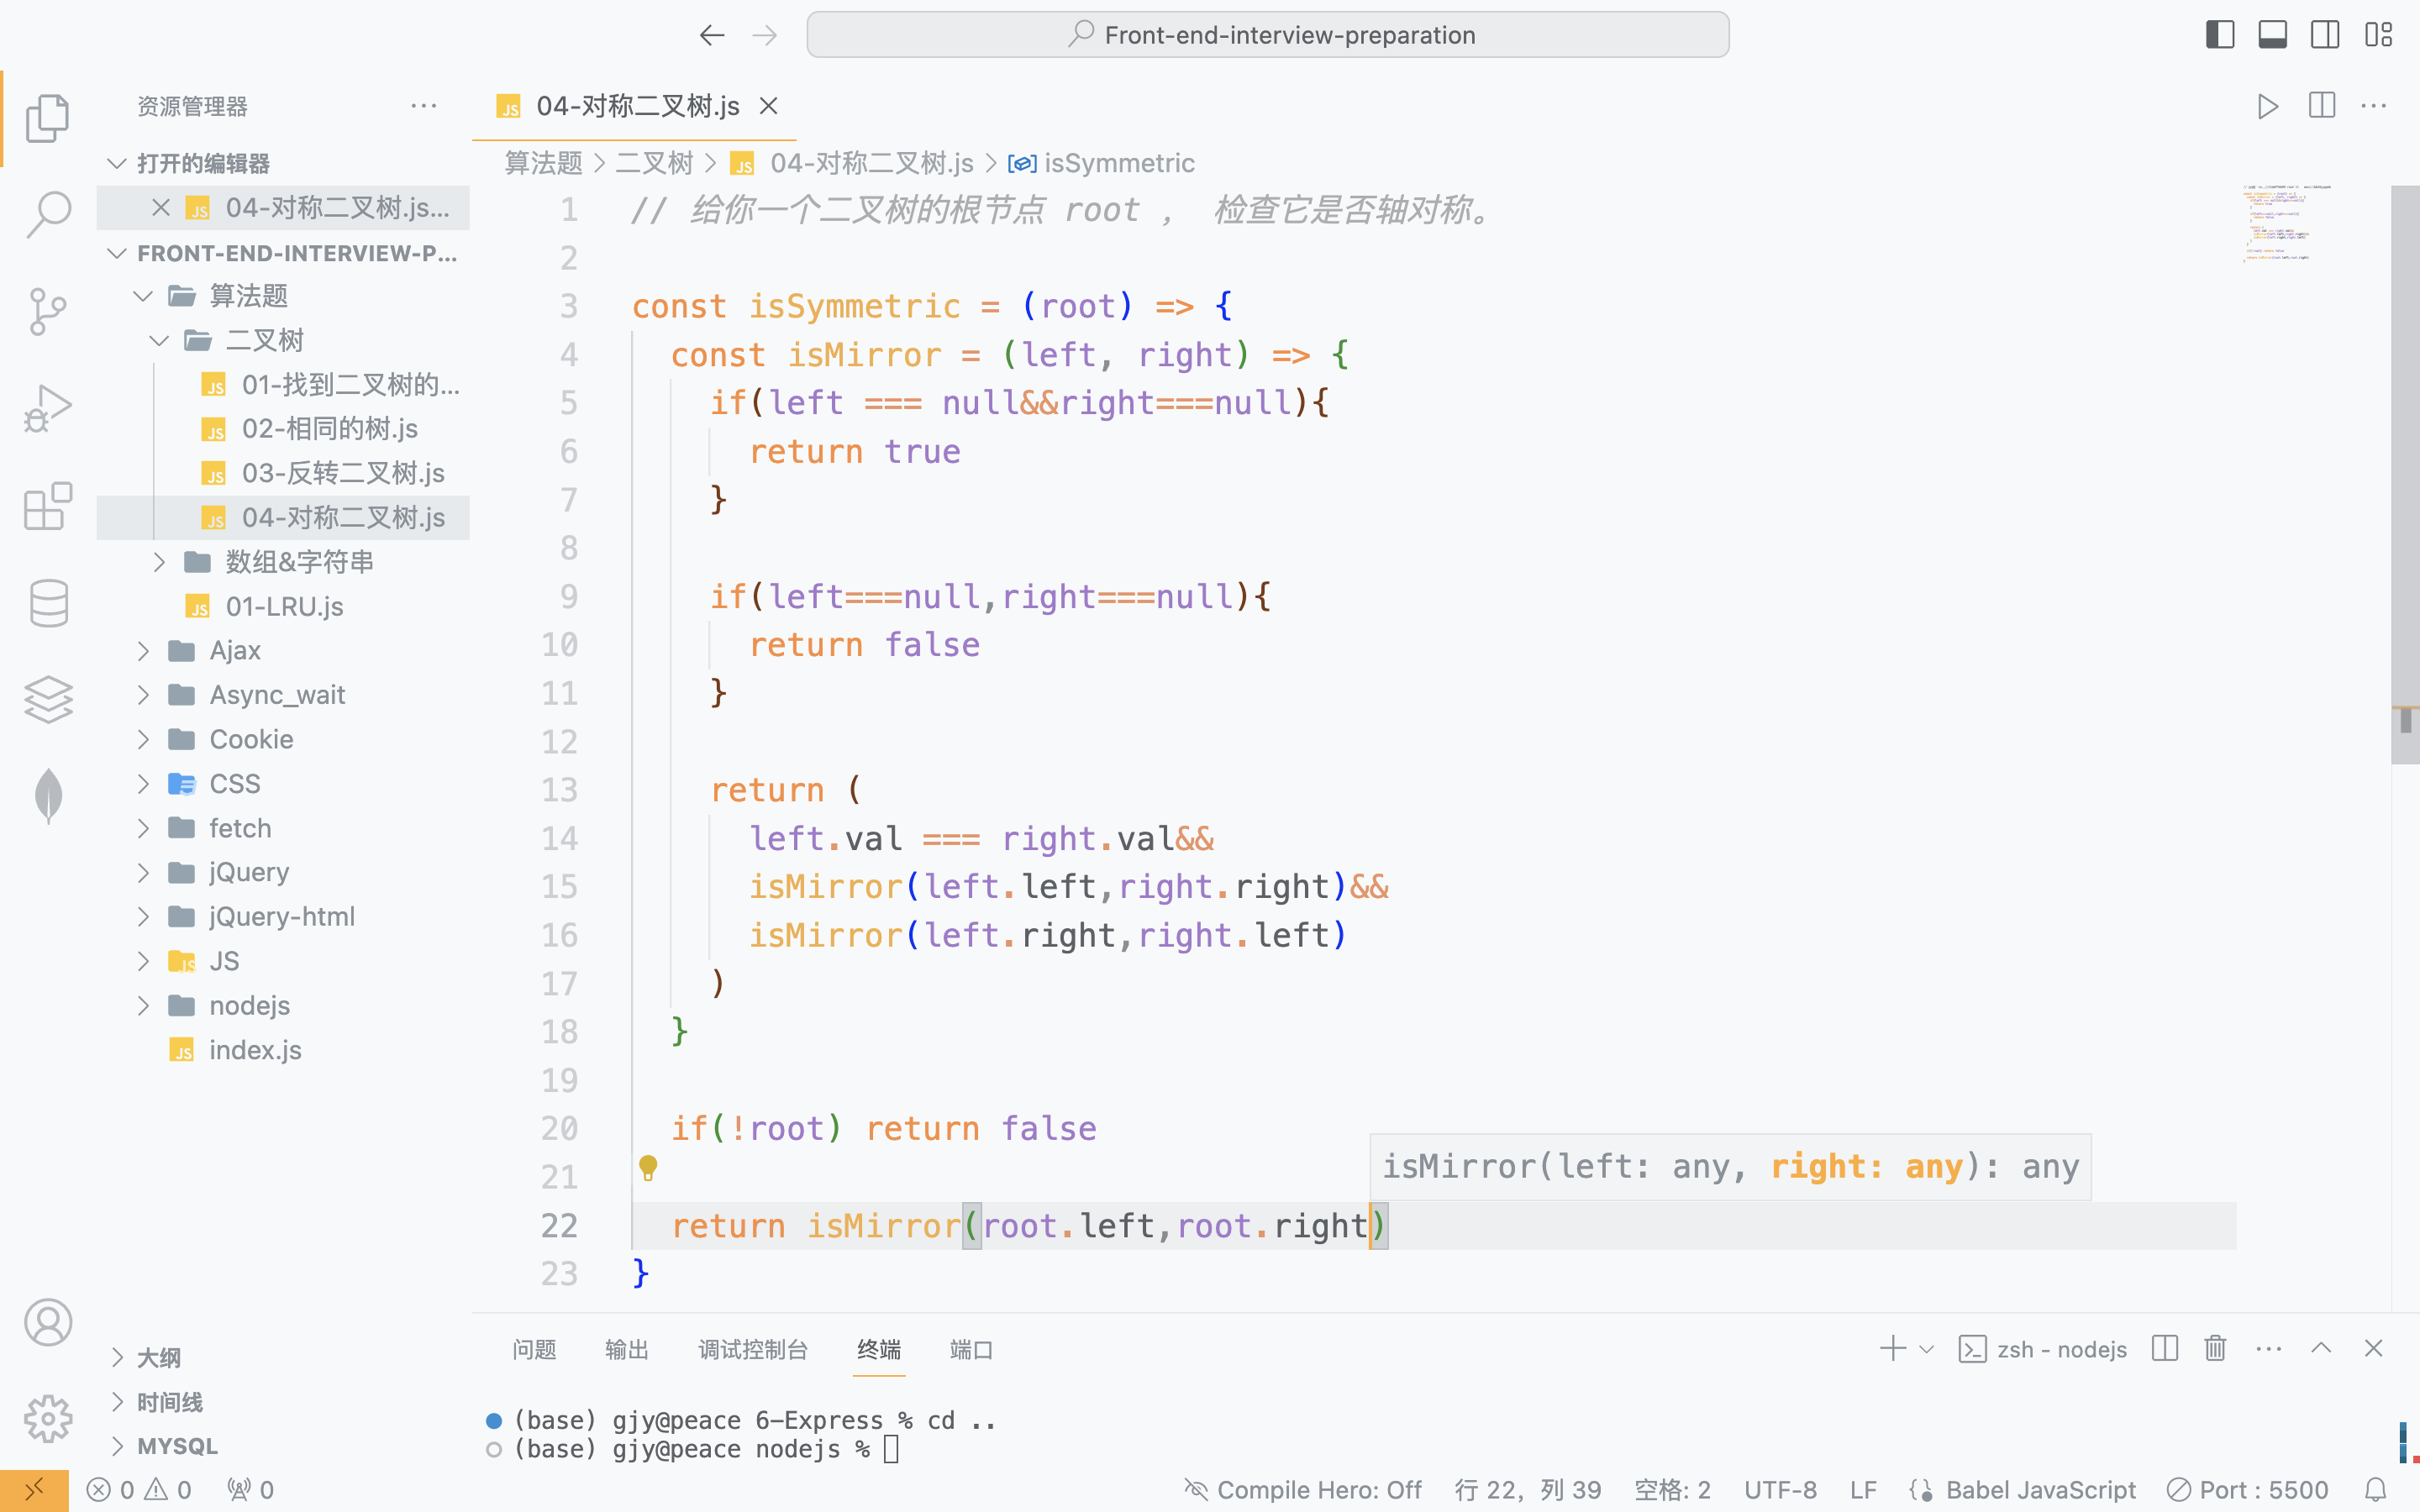 Front-end-interview-preparation
资源管理器
打开的编辑器
04-对称二叉树.js...
FRONT-END-INTERVIEW-P...
算法题
二叉树
01-找到二叉树的...
02-相同的树.js
03-反转二叉树.js
04-对称二叉树.js
数组&字符串
01-LRU.js
Ajax
Async_wait
Cookie
CSS
fetch
jQuery
jQuery-html
JS
nodejs
index.js
大纲
时间线
MYSQL
04-对称二叉树.js
算法题 > 二叉树 > 04-对称二叉树.js > isSymmetric
1 // 给你一个二叉树的根节点 root ， 检查它是否轴对称。
2
3 const isSymmetric = (root) => {
4 const isMirror = (left, right) => {
5 if(left === null&&right===null){
6 return true
7 }
8
9 if(left===null,right===null){
10 return false
11 }
12
13 return (
14 left.val === right.val&&
15 isMirror(left.left,right.right)&&
16 isMirror(left.right,right.left)
17 )
18 }
19
20 if(!root) return false
isMirror(left: any, right: any): any
21
22 return isMirror(root.left,root.right)
23 }
问题 输出 调试控制台 终端 端口
zsh - nodejs
(base) gjy@peace 6-Express % cd ..
(base) gjy@peace nodejs %
0 0 0
Compile Hero: Off 行 22，列 39 空格: 2 UTF-8 LF Babel JavaScript Port : 5500